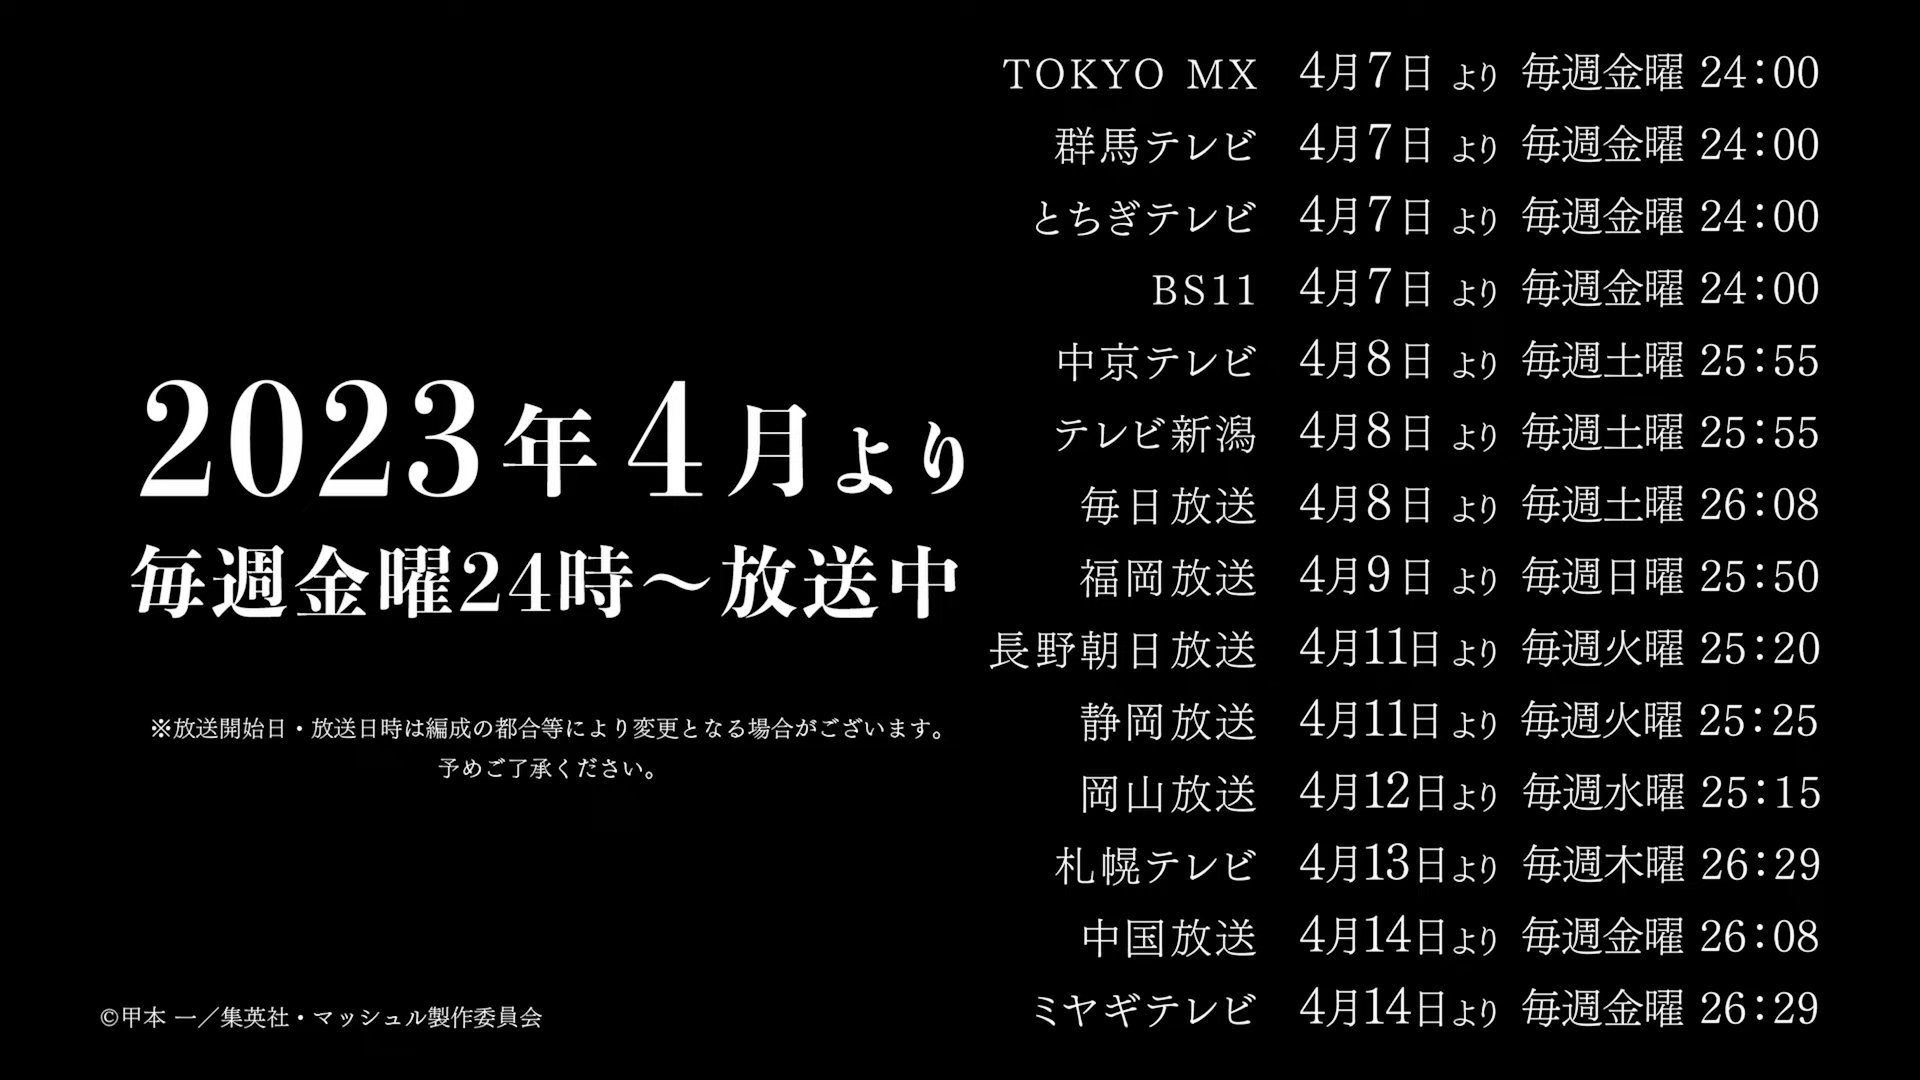 2023年4月より
毎週金曜24時～放送中
※放送開始日・放送日時は編成の都合等により変更となる場合がございます。
予めご了承ください。
©甲本 一／集英社・マッシュル製作委員会
TOKYO MX 4月7日 より 毎週金曜 24:00
群馬テレビ 4月7日 より 毎週金曜 24:00
とちぎテレビ 4月7日 より 毎週金曜 24:00
BS11 4月7日 より 毎週金曜 24:00
中京テレビ 4月8日 より 毎週土曜 25:55
テレビ新潟 4月8日 より 毎週土曜 25:55
毎日放送 4月8日 より 毎週土曜 26:08
福岡放送 4月9日 より 毎週日曜 25:50
長野朝日放送 4月11日 より 毎週火曜 25:20
静岡放送 4月11日 より 毎週火曜 25:25
岡山放送 4月12日より 毎週水曜 25:15
札幌テレビ 4月13日より 毎週木曜 26:29
中国放送 4月14日より 毎週金曜 26:08
ミヤギテレビ 4月14日より 毎週金曜 26:29